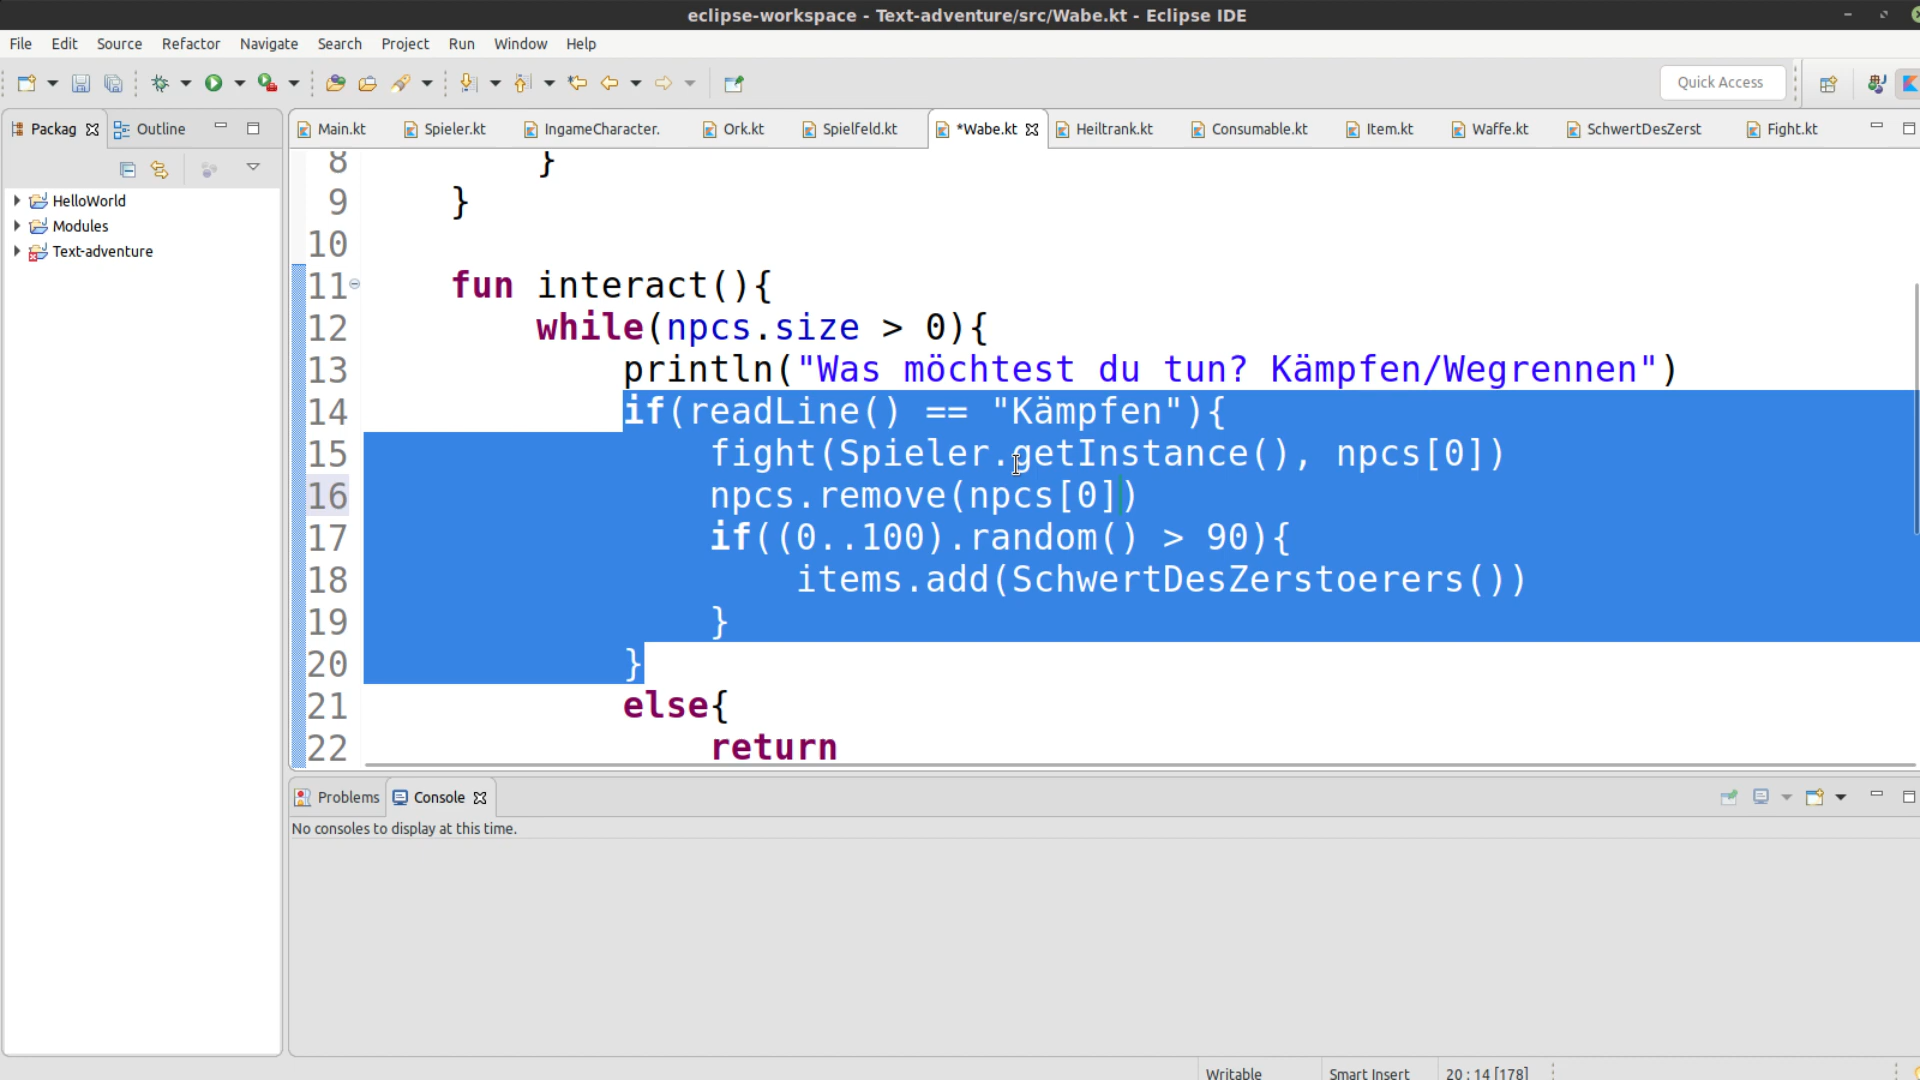 eclipse-workspace - Text-adventure/src/Wabe.kt - Eclipse IDE
File Edit Source Refactor Navigate Search Project Run Window Help
Quick Access
Packag Outline
Main.kt Spieler.kt IngameCharacter. Ork.kt Spielfeld.kt *Wabe.kt Heiltrank.kt Consumable.kt Item.kt Waffe.kt SchwertDesZerst Fight.kt
HelloWorld
Modules
Text-adventure
8 }
9 }
10
11 fun interact(){
12 while(npcs.size > 0){
13 println("Was möchtest du tun? Kämpfen/Wegrennen")
14 if(readLine() == "Kämpfen"){
15 fight(Spieler.getInstance(), npcs[0])
16 npcs.remove(npcs[0])
17 if((0..100).random() > 90){
18 items.add(SchwertDesZerstoerers())
19 }
20 }
21 else{
22 return
Problems Console
No consoles to display at this time.
Writable Smart Insert 20 : 14 [178]